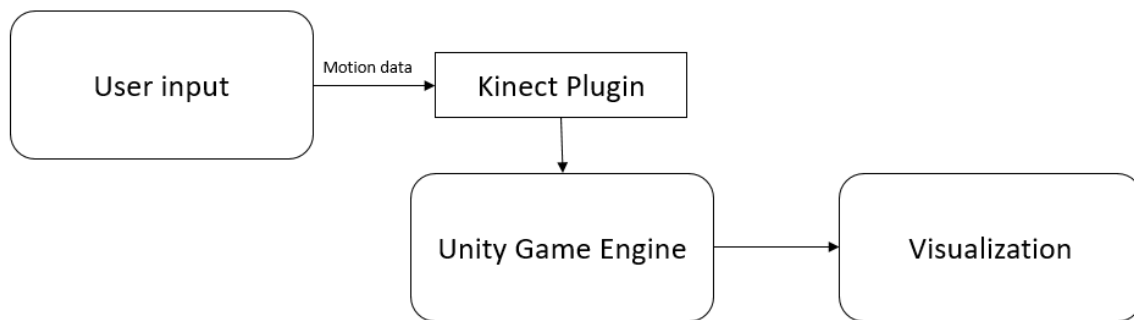 User input
Motion data
Kinect Plugin
Unity Game Engine
Visualization